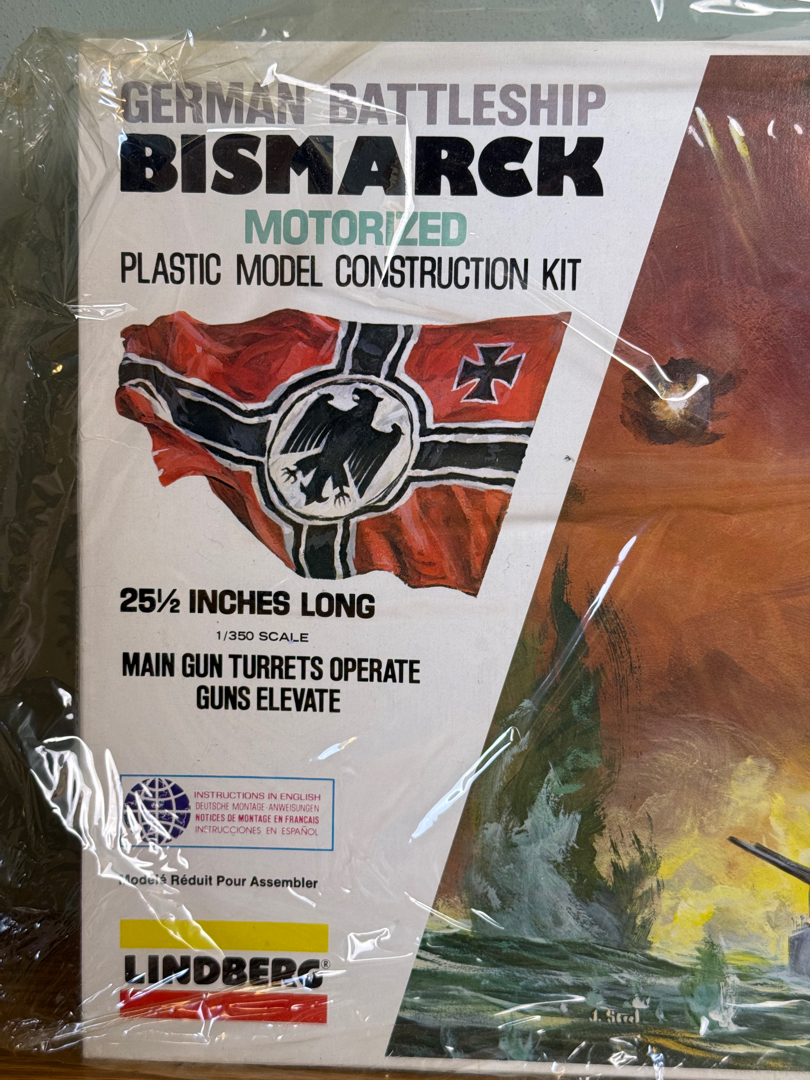 GERMAN BATTLESHIP
BISMARCK
MOTORIZED
PLASTIC MODEL CONSTRUCTION KIT
25½ INCHES LONG
1/350 SCALE
MAIN GUN TURRETS OPERATE
GUNS ELEVATE
INSTRUCTIONS IN ENGLISH
DEUTSCHE MONTAGE-ANWEISUNGEN
NOTICES DE MONTAGE EN FRANCAIS
INSTRUCCIONES EN ESPAÑOL
Modelé Réduit Pour Assembler
LINDBERG®